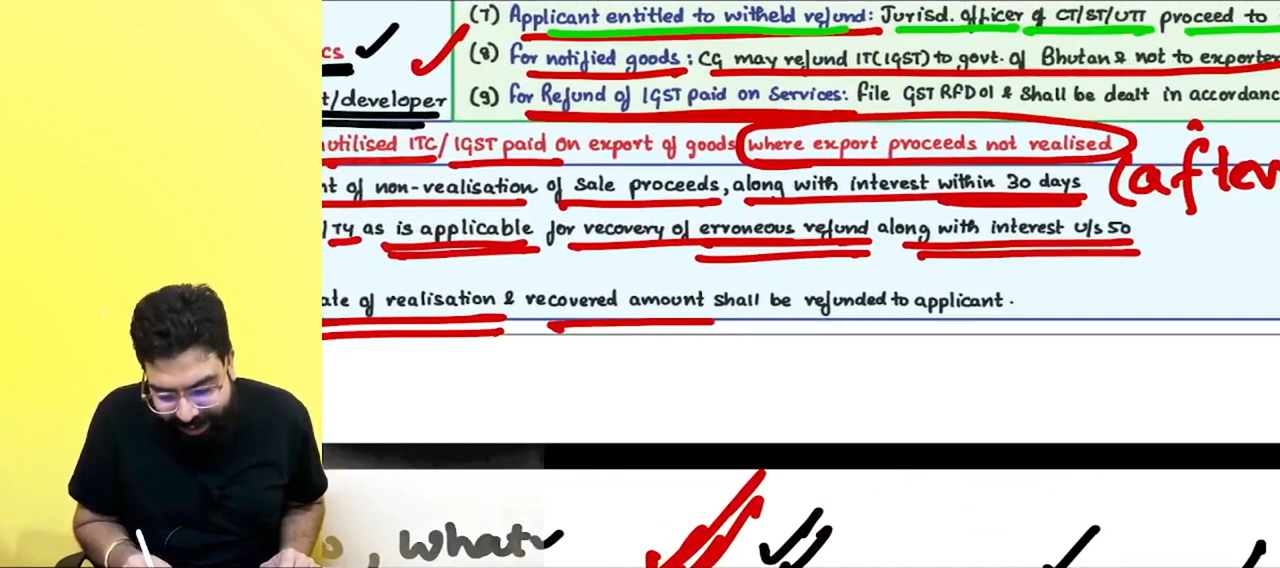 (7) Applicant entitled to witheld refund: Jurisd. officer of CT/ST/UTT proceed to
cs
(8) For notified goods: CG may refund ITC(IGST) to govt. of Bhutan & not to exporter
t/developer
(9) For Refund of IGST paid on Services: File GST RFD 01 & shall be dealt in accordanc
utilised ITC/IGST paid on export of goods where export proceeds not realised
(after
nt of non-realisation of sale proceeds, along with interest within 30 days
/74 as is applicable for recovery of erroneous refund along with interest u/s 50
ate of realisation & recovered amount shall be refunded to applicant.
, what